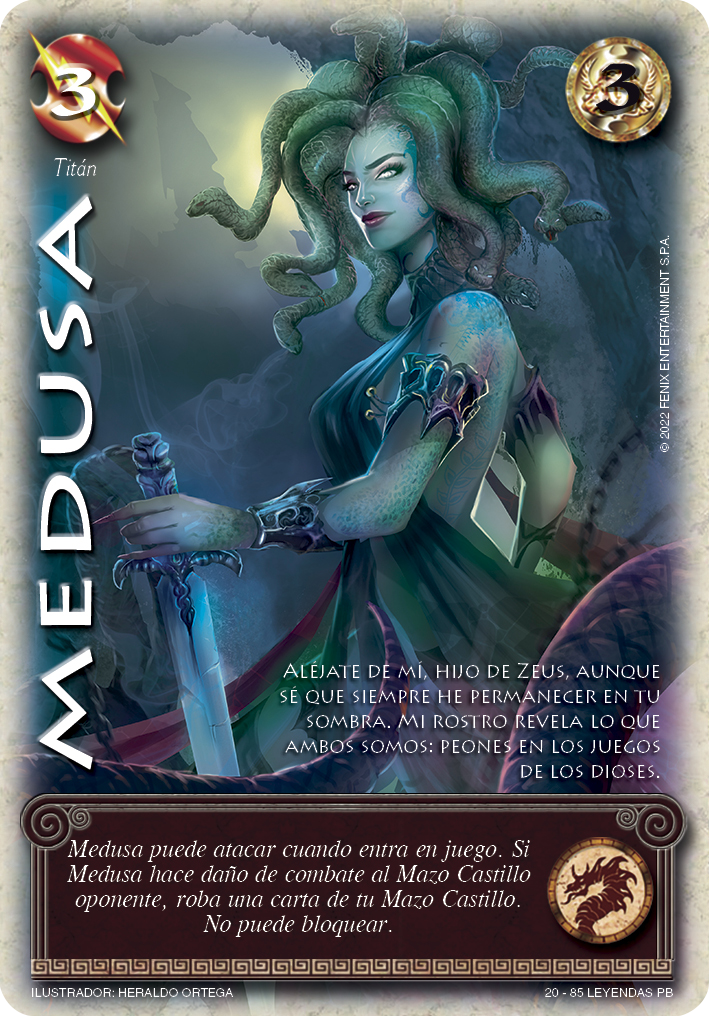 3
3
Titán
MEDUSA
© 2022 FENIX ENTERTAINMENT S.P.A.
ALÉJATE DE MÍ, HIJO DE ZEUS, AUNQUE
SÉ QUE SIEMPRE HE PERMANECER EN TU
SOMBRA. MI ROSTRO REVELA LO QUE
AMBOS SOMOS: PEONES EN LOS JUEGOS
DE LOS DIOSES.
Medusa puede atacar cuando entra en juego. Si
Medusa hace daño de combate al Mazo Castillo
oponente, roba una carta de tu Mazo Castillo.
No puede bloquear.
ILUSTRADOR: HERALDO ORTEGA
20 - 85 LEYENDAS PB